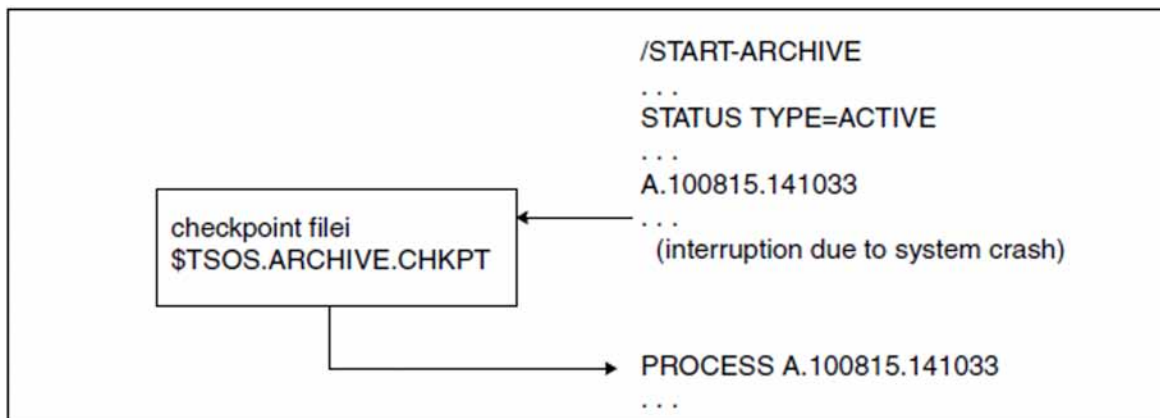 /START-ARCHIVE
. . .
STATUS TYPE=ACTIVE
. . .
A.100815.141033
. . .
(interruption due to system crash)
checkpoint filei
$TSOS.ARCHIVE.CHKPT
PROCESS A.100815.141033
. . .